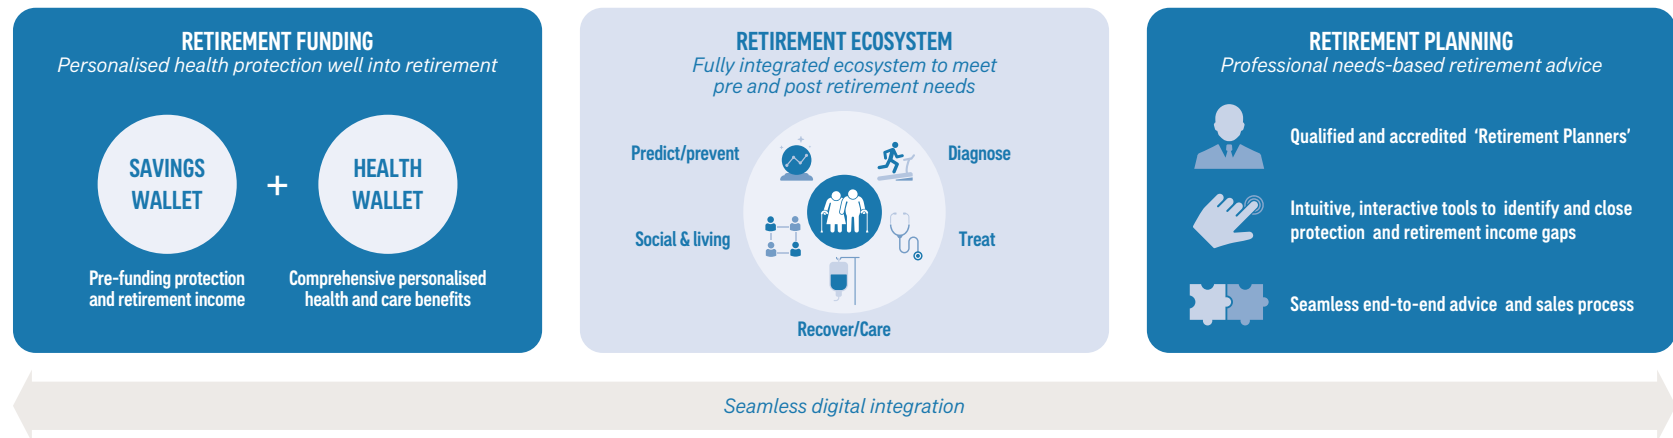 RETIREMENT FUNDING
Personalised health protection well into retirement
SAVINGS
WALLET
+
HEALTH
WALLET
Pre-funding protection
and retirement income
Comprehensive personalised
health and care benefits
RETIREMENT ECOSYSTEM
Fully integrated ecosystem to meet
pre and post retirement needs
Predict/prevent
Diagnose
Social & living
Treat
Recover/Care
RETIREMENT PLANNING
Professional needs-based retirement advice
Qualified and accredited ‘Retirement Planners’
Intuitive, interactive tools to identify and close
protection and retirement income gaps
Seamless end-to-end advice and sales process
Seamless digital integration